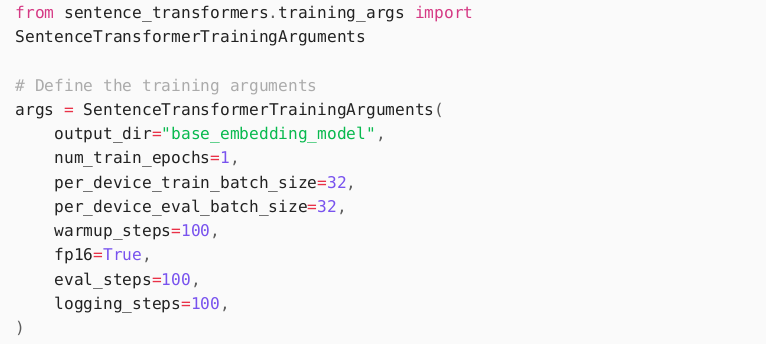 from sentence_transformers.training_args import
SentenceTransformerTrainingArguments

# Define the training arguments
args = SentenceTransformerTrainingArguments(
    output_dir="base_embedding_model",
    num_train_epochs=1,
    per_device_train_batch_size=32,
    per_device_eval_batch_size=32,
    warmup_steps=100,
    fp16=True,
    eval_steps=100,
    logging_steps=100,
)